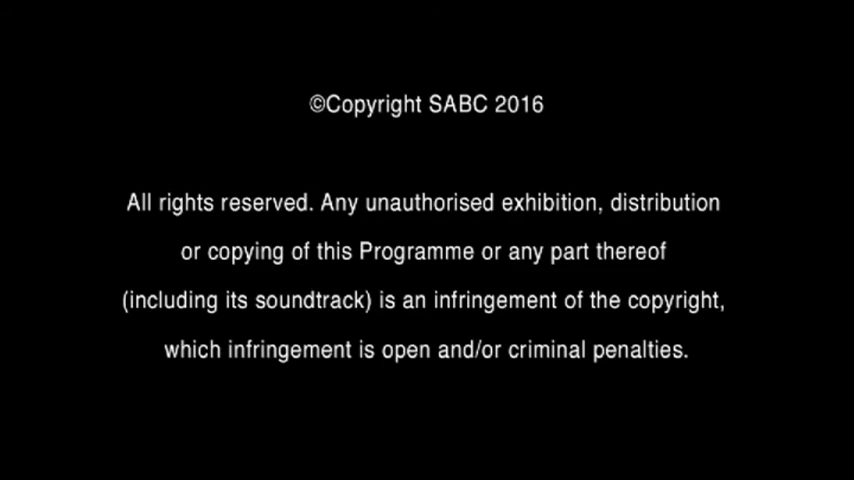 ©Copyright SABC 2016
All rights reserved. Any unauthorised exhibition, distribution
or copying of this Programme or any part thereof
(including its soundtrack) is an infringement of the copyright,
which infringement is open and/or criminal penalties.